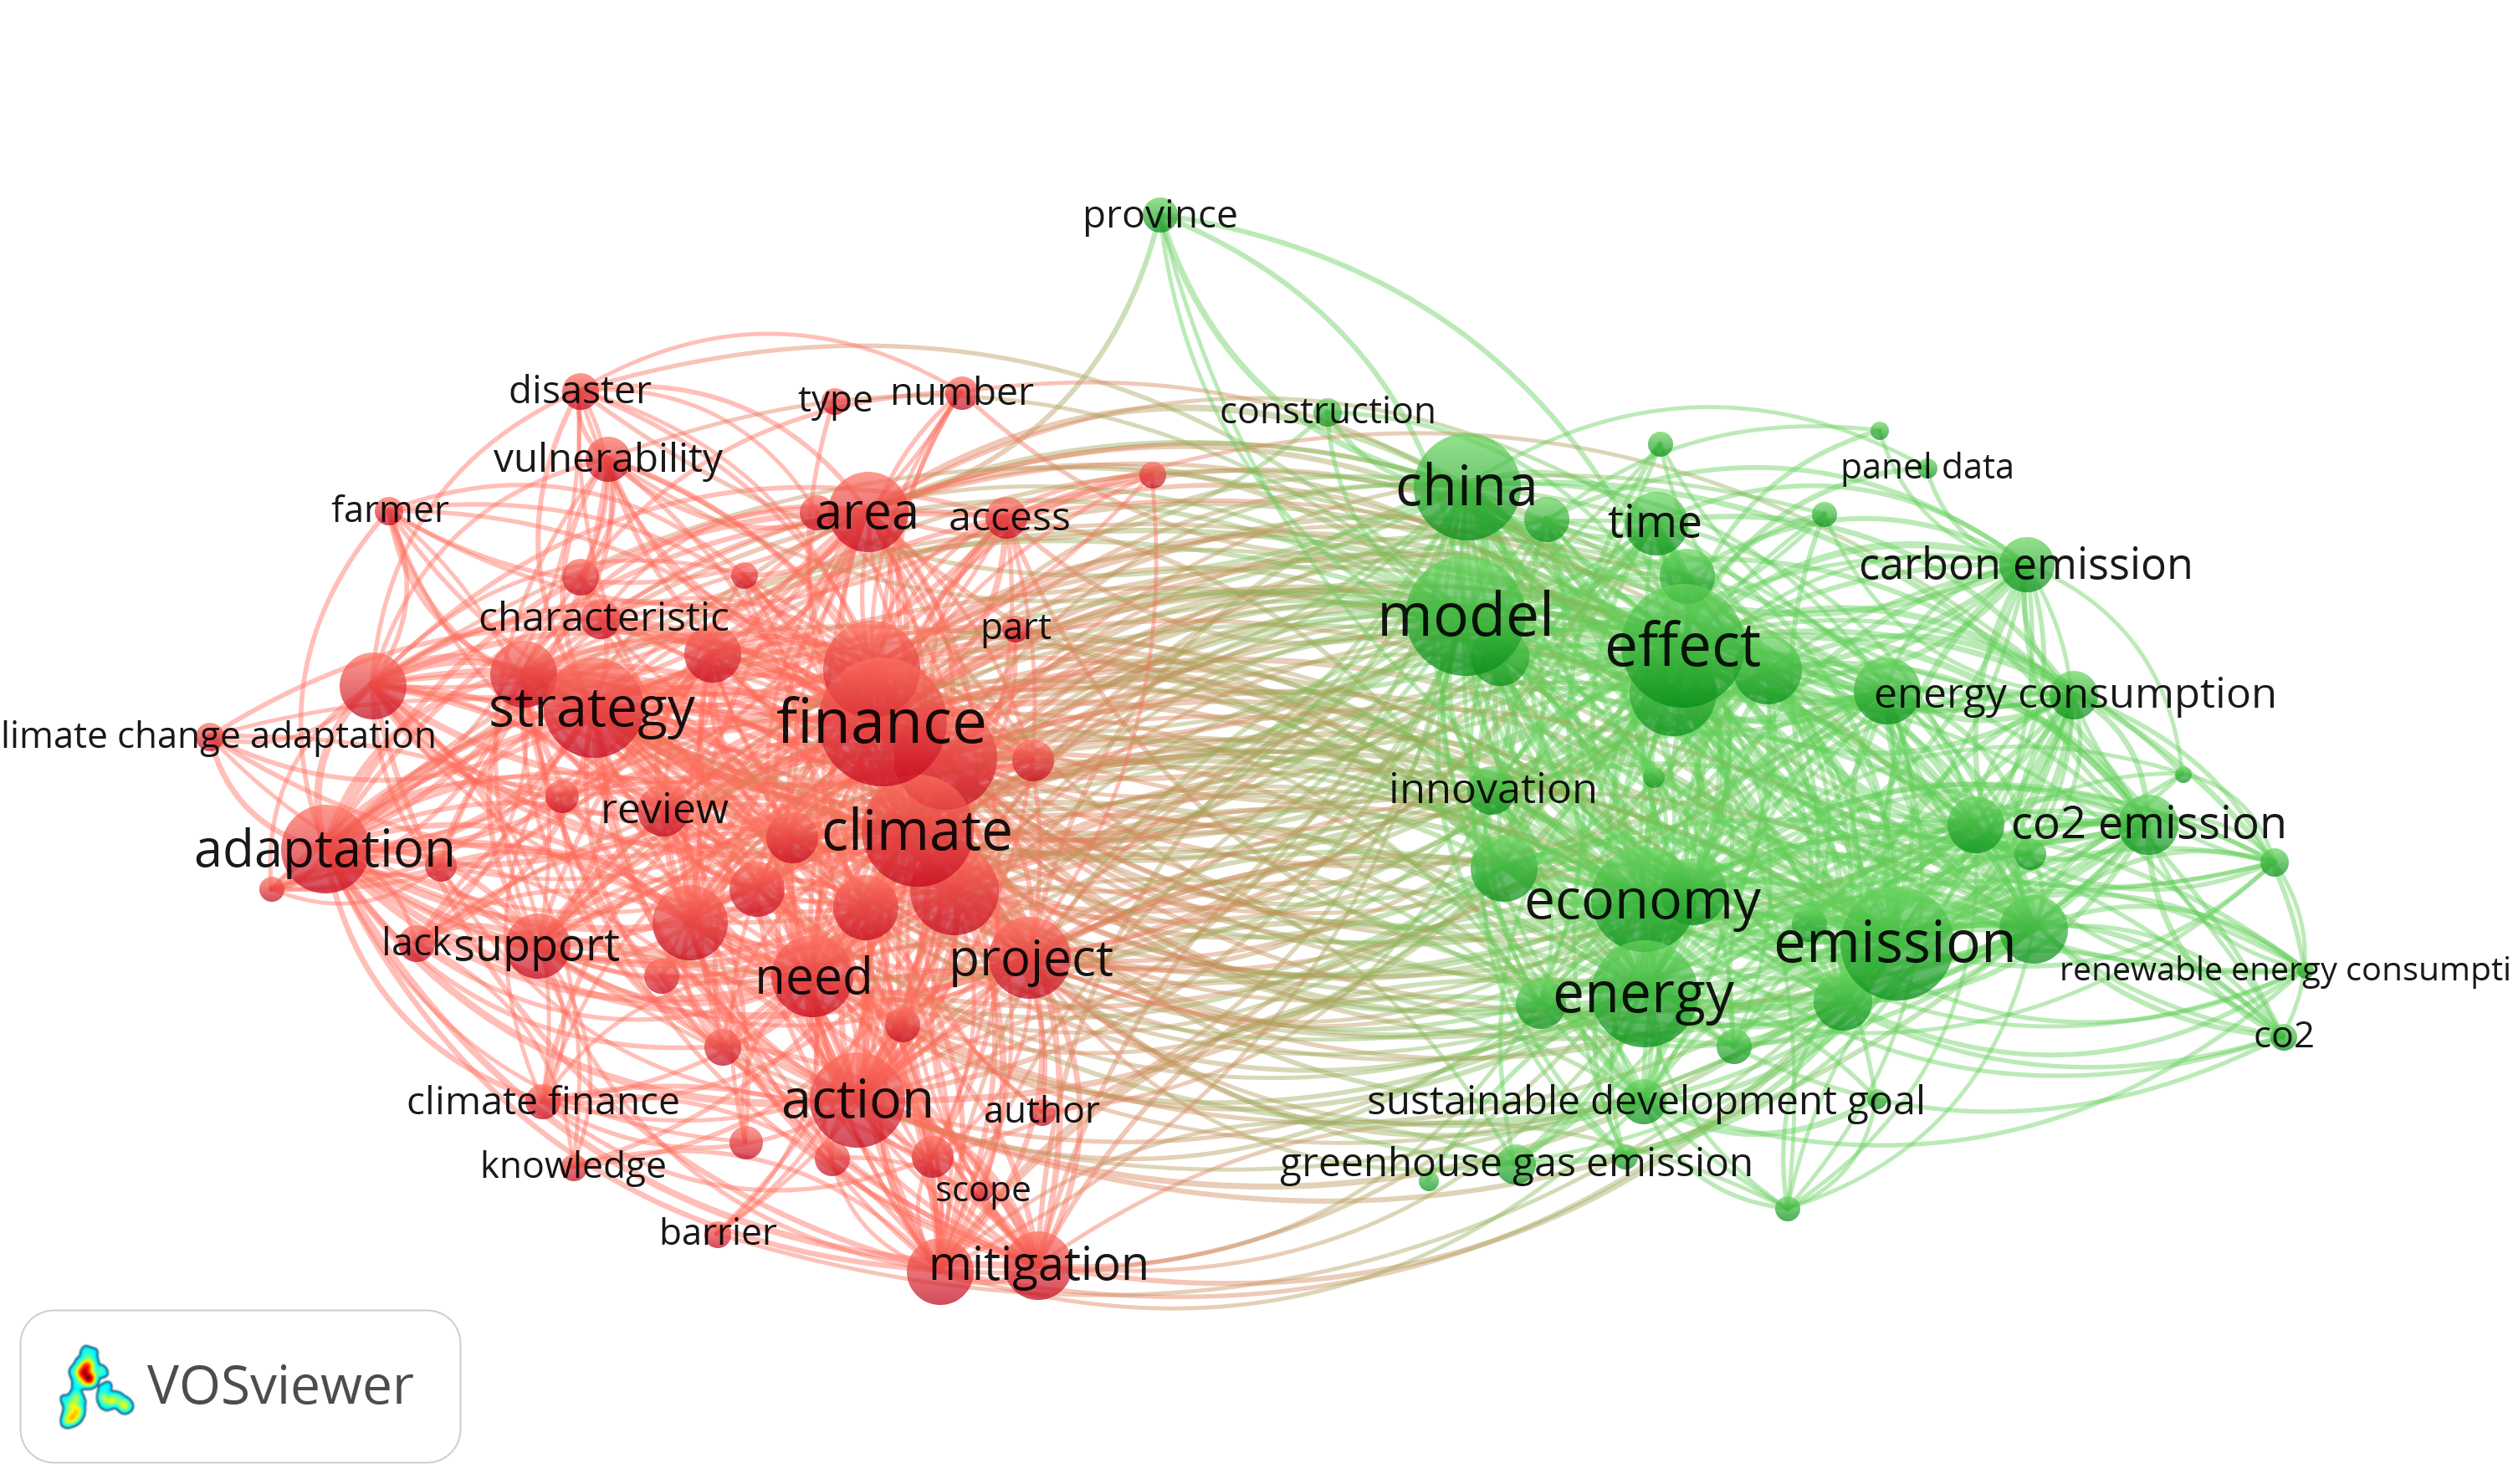 province
disaster
type
number
construction
vulnerability
panel data
china
farmer
area
access
time
carbon emission
characteristic
part
model
effect
strategy
finance
energy consumption
limate change adaptation
innovation
review
climate
co2 emission
adaptation
economy
lack
support
project
emission
need
renewable energy consumpti
energy
co2
climate finance
action
author
sustainable development goal
knowledge
scope
greenhouse gas emission
barrier
mitigation
VOSviewer